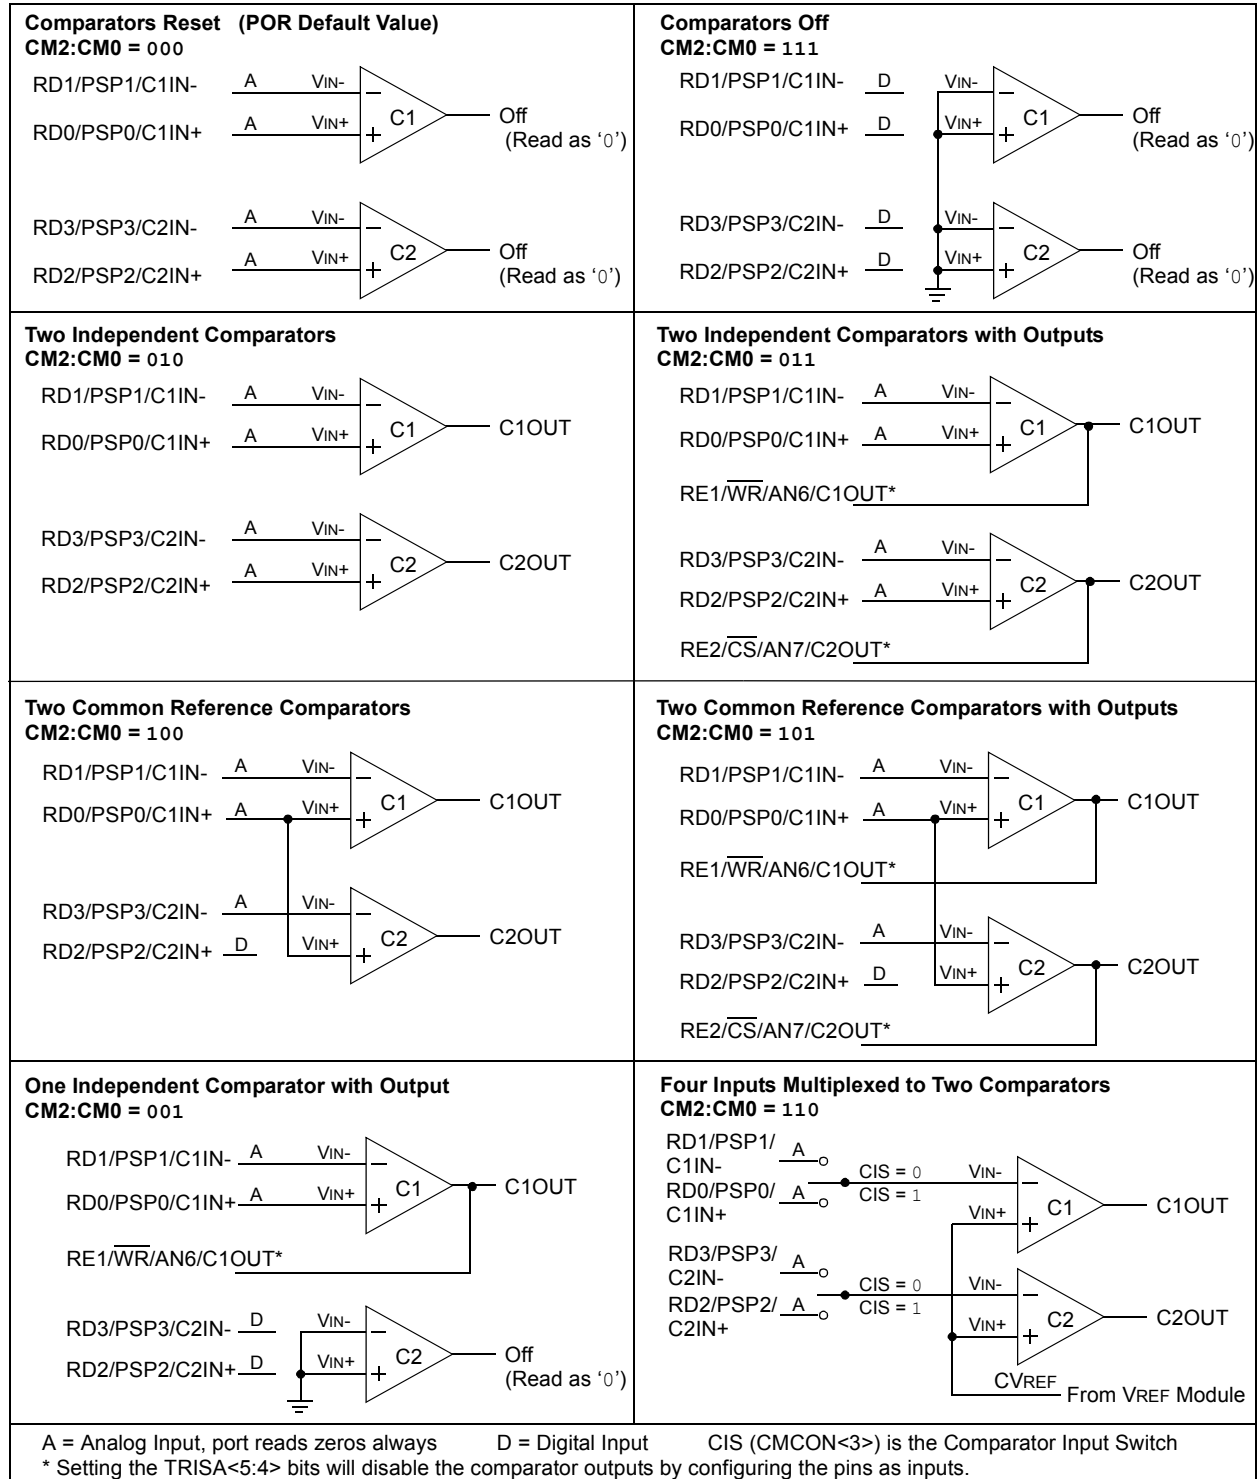 Comparators Reset (POR Default Value)
CM2:CM0 = 000
RD1/PSP1/C1IN- A VIN-
C1
RD0/PSP0/C1IN+ A VIN+
Off
(Read as ‘0’)
RD3/PSP3/C2IN- A VIN-
C2
RD2/PSP2/C2IN+ A VIN+
Off
(Read as ‘0’)
Comparators Off
CM2:CM0 = 111
RD1/PSP1/C1IN- D VIN-
C1
RD0/PSP0/C1IN+ D VIN+
Off
(Read as ‘0’)
RD3/PSP3/C2IN- D VIN-
C2
RD2/PSP2/C2IN+ D VIN+
Off
(Read as ‘0’)
Two Independent Comparators
CM2:CM0 = 010
RD1/PSP1/C1IN- A VIN-
C1 C1OUT
RD0/PSP0/C1IN+ A VIN+
RD3/PSP3/C2IN- A VIN-
C2 C2OUT
RD2/PSP2/C2IN+ A VIN+
Two Independent Comparators with Outputs
CM2:CM0 = 011
RD1/PSP1/C1IN- A VIN-
C1 C1OUT
RD0/PSP0/C1IN+ A VIN+
RE1/WR/AN6/C1OUT*
RD3/PSP3/C2IN- A VIN-
C2 C2OUT
RD2/PSP2/C2IN+ A VIN+
RE2/CS/AN7/C2OUT*
Two Common Reference Comparators
CM2:CM0 = 100
RD1/PSP1/C1IN- A VIN-
C1 C1OUT
RD0/PSP0/C1IN+ A VIN+
RD3/PSP3/C2IN- A VIN-
C2 C2OUT
RD2/PSP2/C2IN+ D VIN+
Two Common Reference Comparators with Outputs
CM2:CM0 = 101
RD1/PSP1/C1IN- A VIN-
C1 C1OUT
RD0/PSP0/C1IN+ A VIN+
RE1/WR/AN6/C1OUT*
RD3/PSP3/C2IN- A VIN-
C2 C2OUT
RD2/PSP2/C2IN+ D VIN+
RE2/CS/AN7/C2OUT*
One Independent Comparator with Output
CM2:CM0 = 001
RD1/PSP1/C1IN- A VIN-
C1 C1OUT
RD0/PSP0/C1IN+ A VIN+
RE1/WR/AN6/C1OUT*
RD3/PSP3/C2IN- D VIN-
C2 Off
RD2/PSP2/C2IN+ D VIN+
(Read as ‘0’)
Four Inputs Multiplexed to Two Comparators
CM2:CM0 = 110
RD1/PSP1/
C1IN- A
CIS = 0 VIN-
RD0/PSP0/ A
CIS = 1
C1IN+
VIN+ C1 C1OUT
RD3/PSP3/
C2IN- A
CIS = 0 VIN-
RD2/PSP2/ A
CIS = 1
C2IN+
VIN+ C2 C2OUT
CVREF
From VREF Module
A = Analog Input, port reads zeros always D = Digital Input CIS (CMCON<3>) is the Comparator Input Switch
* Setting the TRISA<5:4> bits will disable the comparator outputs by configuring the pins as inputs.